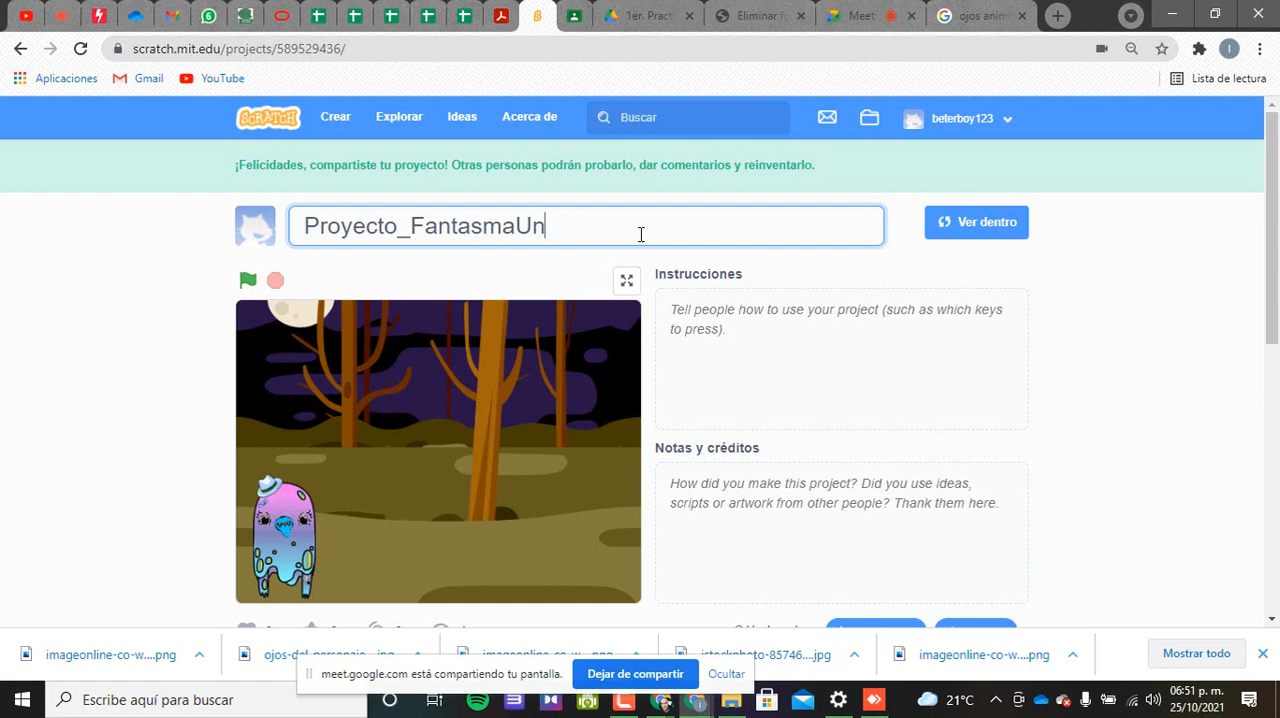 1er. Pract
Eliminar fo
Meet
ojos anim
scratch.mit.edu/projects/589529436/
Aplicaciones
Gmail
YouTube
Lista de lectura
SCRATCH
Crear
Explorar
Ideas
Acerca de
Buscar
beterboy123
¡Felicidades, compartiste tu proyecto! Otras personas podrán probarlo, dar comentarios y reinventarlo.
Proyecto_FantasmaUn
Ver dentro
Instrucciones
Tell people how to use your project (such as which keys
to press).
Notas y créditos
How did you make this project? Did you use ideas,
scripts or artwork from other people? Thank them here.
imageonline-co-w....png
ojos-del-personaje-...jpg
imageonline-co-w....png
istockphoto-85746....jpg
imageonline-co-w....png
Mostrar todo
meet.google.com está compartiendo tu pantalla.
Dejar de compartir
Ocultar
Escribe aquí para buscar
21°C
06:51 p. m.
25/10/2021